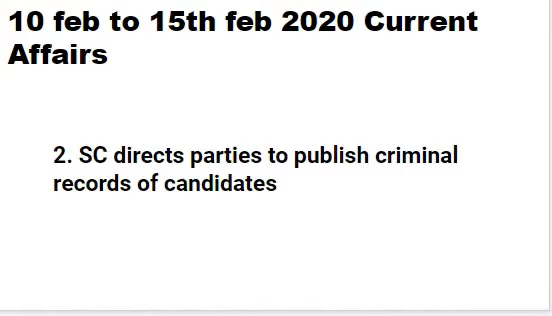 10 feb to 15th feb 2020 Current
Affairs
2. SC directs parties to publish criminal
records of candidates